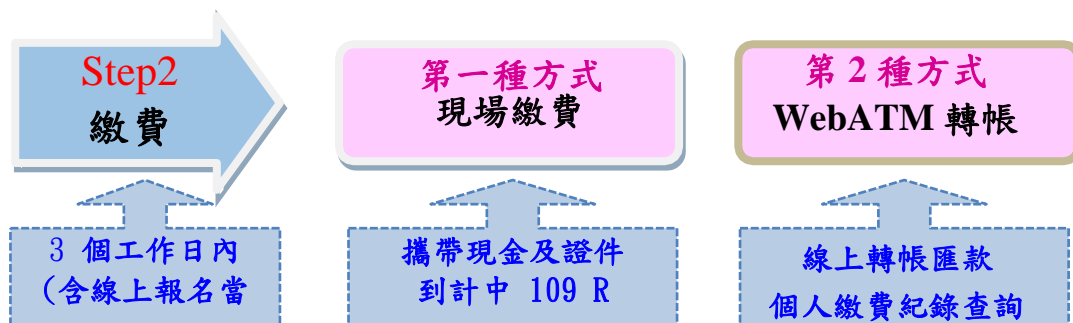 Step2
繳費
第一種方式
現場繳費
第 2 種方式
WebATM 轉帳
3 個工作日內
(含線上報名當
攜帶現金及證件
到計中 109 R
線上轉帳匯款
個人繳費紀錄查詢